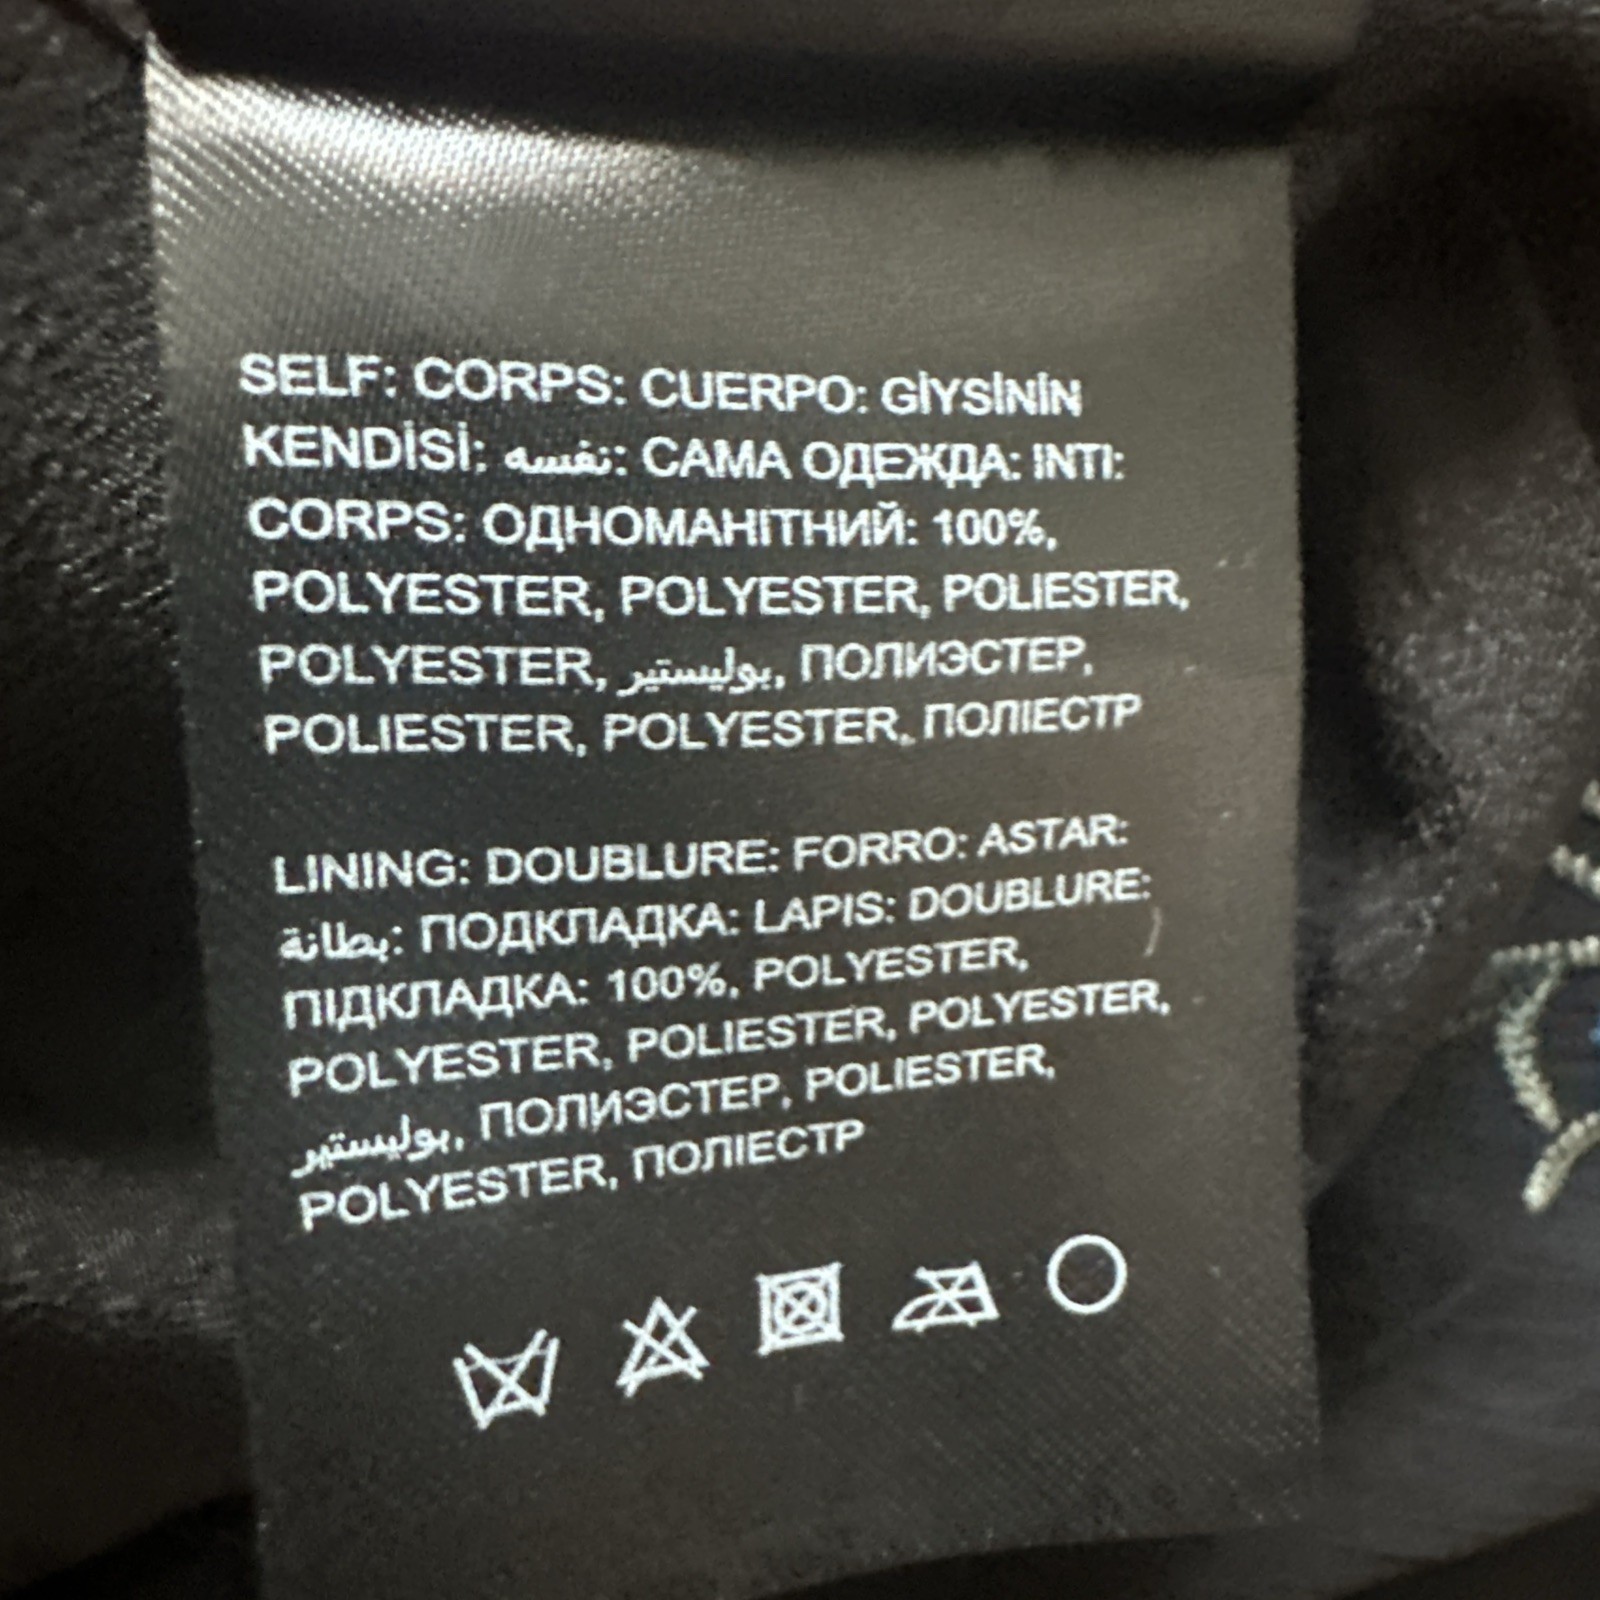 SELF: CORPS: CUERPO: GİYSİNİN
KENDİSİ: نفسه: САМА ОДЕЖДА: INTI:
CORPS: ОДНОМАНІТНИЙ: 100%,
POLYESTER, POLYESTER, POLIESTER,
POLYESTER, بوليستير, ПОЛИЭСТЕР,
POLIESTER, POLYESTER, ПОЛІЕСТР
LINING: DOUBLURE: FORRO: ASTAR:
بطانة: ПОДКЛАДКА: LAPIS: DOUBLURE:
ПІДКЛАДКА: 100%, POLYESTER,
POLYESTER, POLIESTER, POLYESTER,
بوليستير, ПОЛИЭСТЕР, POLIESTER,
POLYESTER, ПОЛІЕСТР